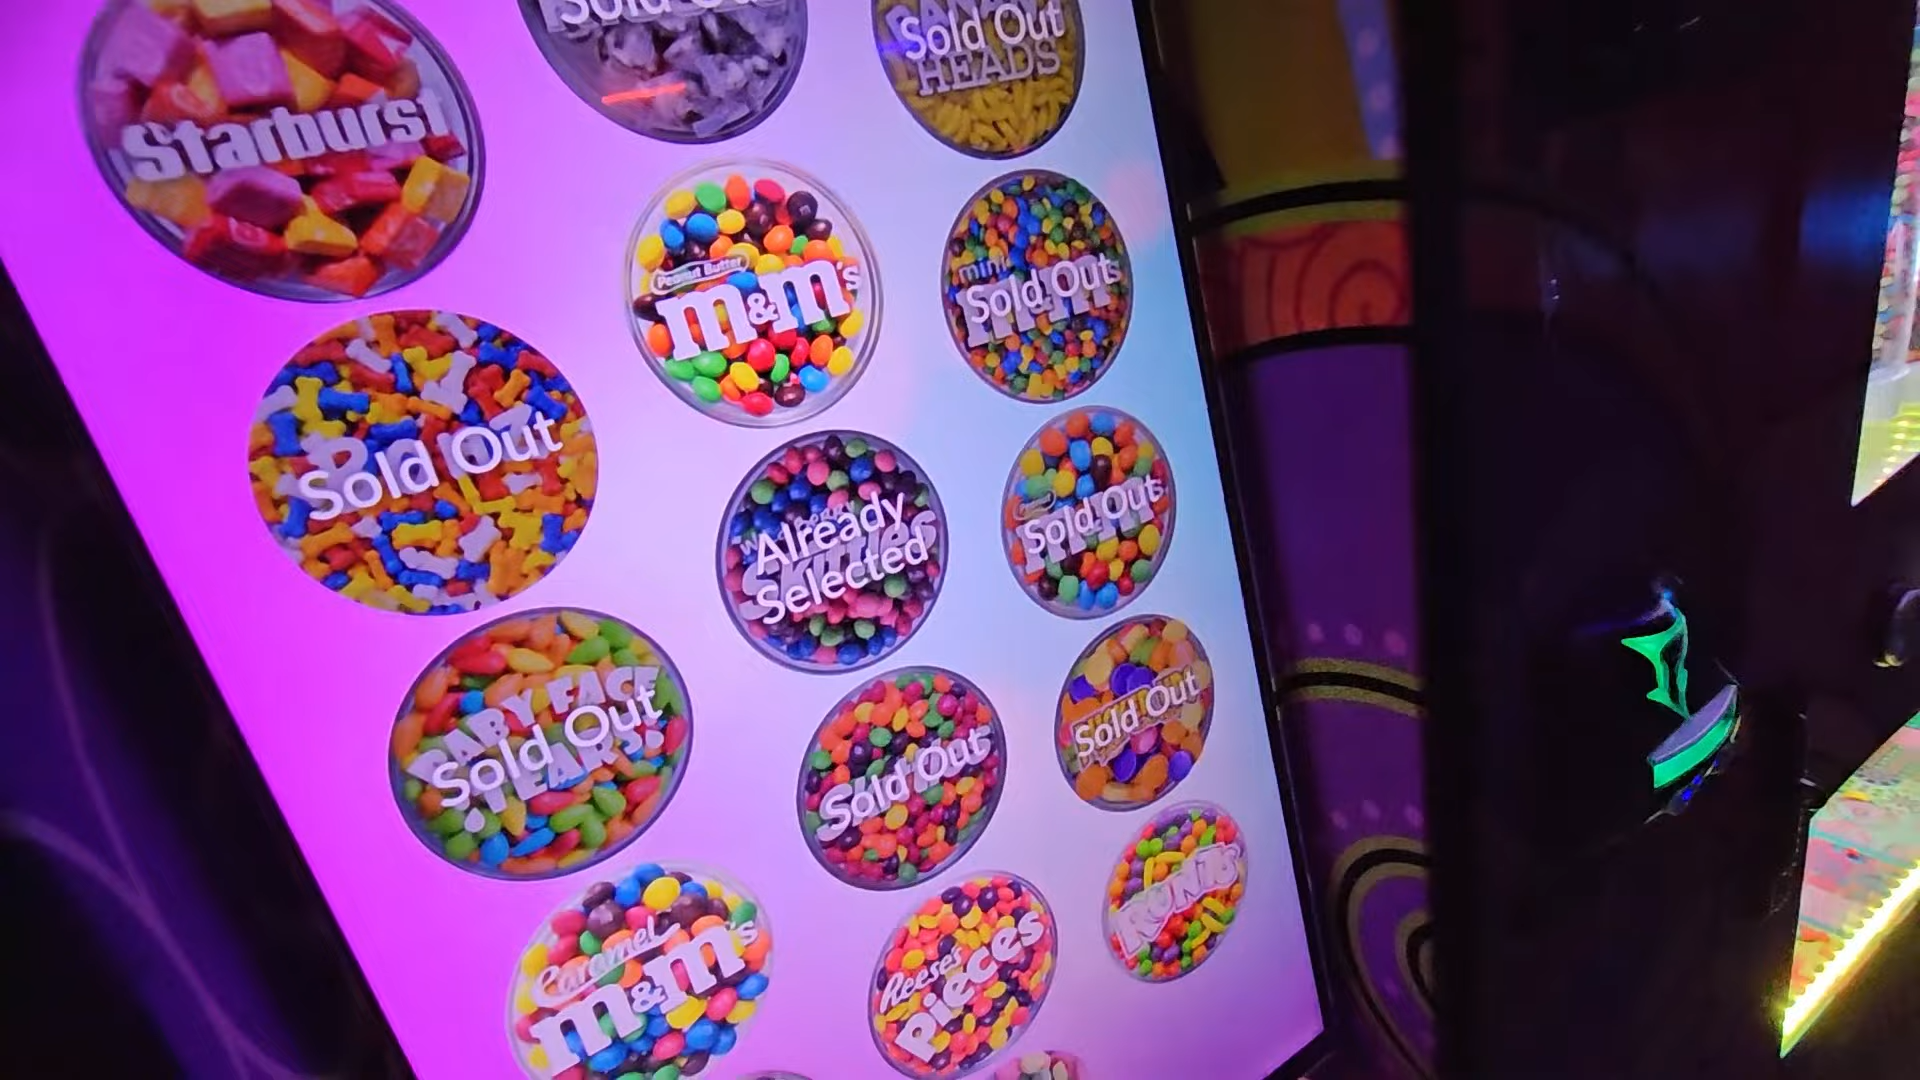 Sold Out
Sold Out
HEADS
Starburst
Peanut Butter
m&m's
mini
Sold Out
Sold Out
Already
Selected
Skittles
Sold Out
BABY FACE
Sold Out
TEARS
Sold Out
Sold Out
Caramel
m&m's
Reese's
Pieces
RUNTS